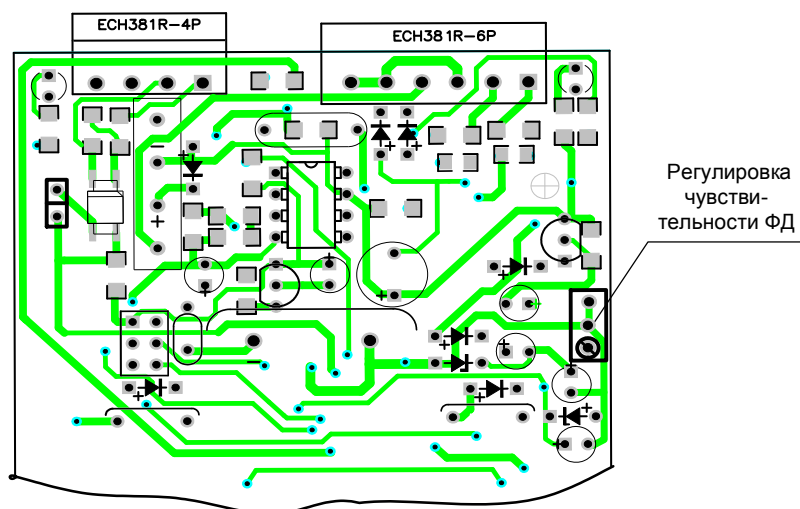 ECH381R-4P
ECH381R-6P
Регулировка
чувстви-
тельности ФД